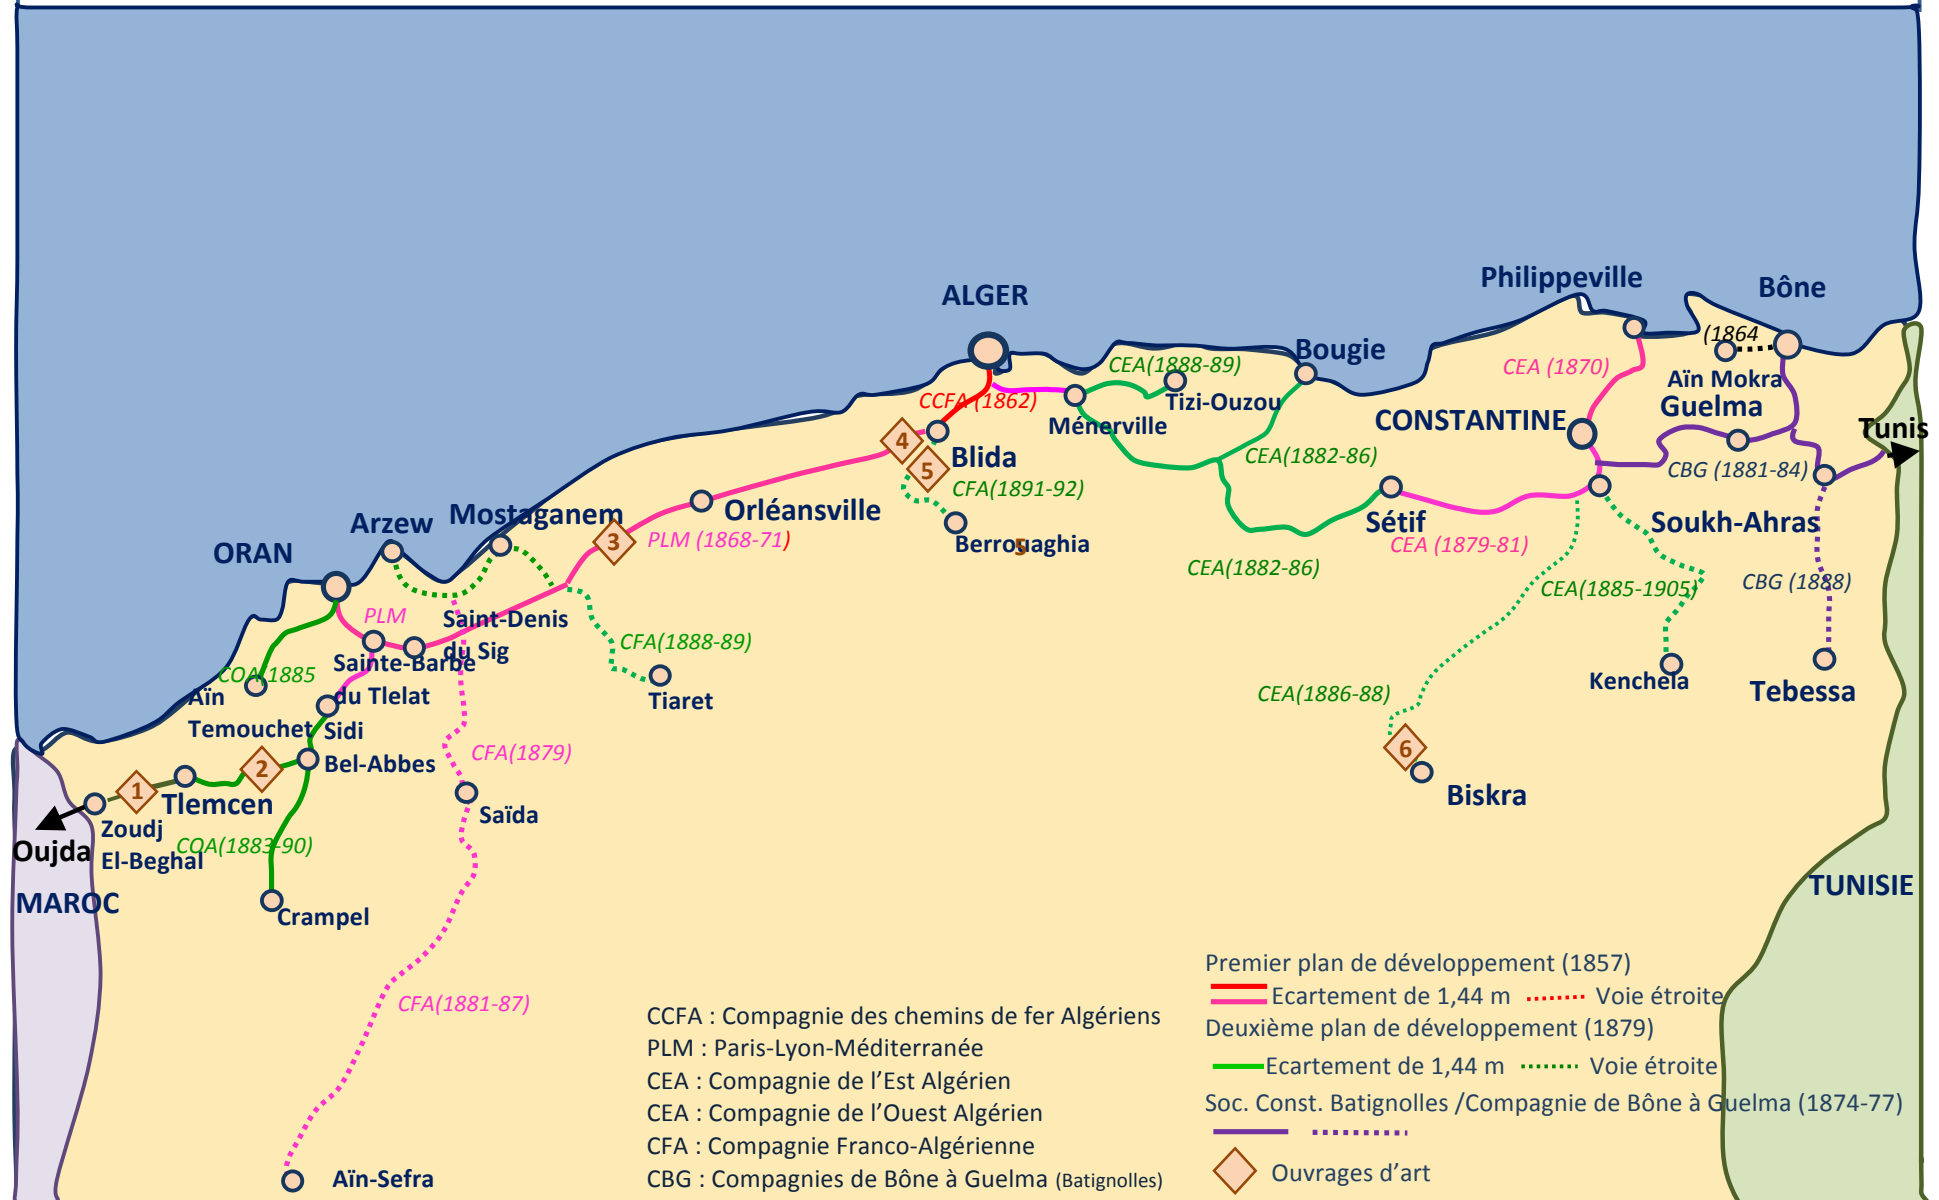 Philippeville
Bône
ALGER
(1864
Bougie
CEA(1888-89)
CEA (1870)
Aïn Mokra
CCFA (1862)
Tizi-Ouzou
Guelma
Ménerville
CONSTANTINE
Tunis
4
Blida
CEA(1882-86)
CBG (1881-84)
5
CFA(1891-92)
Orléansville
Mostaganem
Arzew
Sétif
Soukh-Ahras
3
PLM (1868-71)
Berrouaghia
5
CEA (1879-81)
ORAN
CEA(1882-86)
CEA(1885-1905)
CBG (1888)
PLM
Saint-Denis
du Sig
CFA(1888-89)
Sainte-Barbe
du Tlelat
COA(1885
Aïn
Temouchet
Tiaret
CEA(1886-88)
Kenchela
Tebessa
Sidi
Bel-Abbes
CFA(1879)
6
2
1
Tlemcen
Biskra
Saïda
Zoudj
El-Beghal
COA(1883-90)
Oujda
MAROC
TUNISIE
Crampel
CFA(1881-87)
Aïn-Sefra
CCFA : Compagnie des chemins de fer Algériens
PLM : Paris-Lyon-Méditerranée
CEA : Compagnie de l’Est Algérien
CEA : Compagnie de l’Ouest Algérien
CFA : Compagnie Franco-Algérienne
CBG : Compagnies de Bône à Guelma (Batignolles)
Premier plan de développement (1857)
Ecartement de 1,44 m Voie étroite
Deuxième plan de développement (1879)
Ecartement de 1,44 m Voie étroite
Soc. Const. Batignolles /Compagnie de Bône à Guelma (1874-77)
Ouvrages d’art